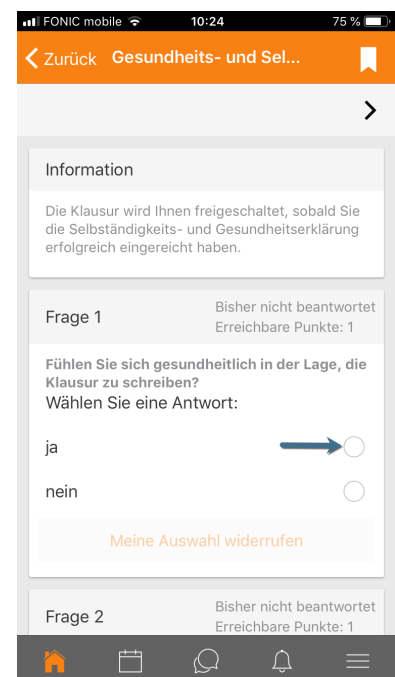 FONIC mobile 10:24 75 %
Zurück Gesundheits- und Sel...
Information
Die Klausur wird Ihnen freigeschaltet, sobald Sie
die Selbständigkeits- und Gesundheitserklärung
erfolgreich eingereicht haben.
Frage 1
Bisher nicht beantwortet
Erreichbare Punkte: 1
Fühlen Sie sich gesundheitlich in der Lage, die
Klausur zu schreiben?
Wählen Sie eine Antwort:
ja
nein
Meine Auswahl widerrufen
Frage 2
Bisher nicht beantwortet
Erreichbare Punkte: 1